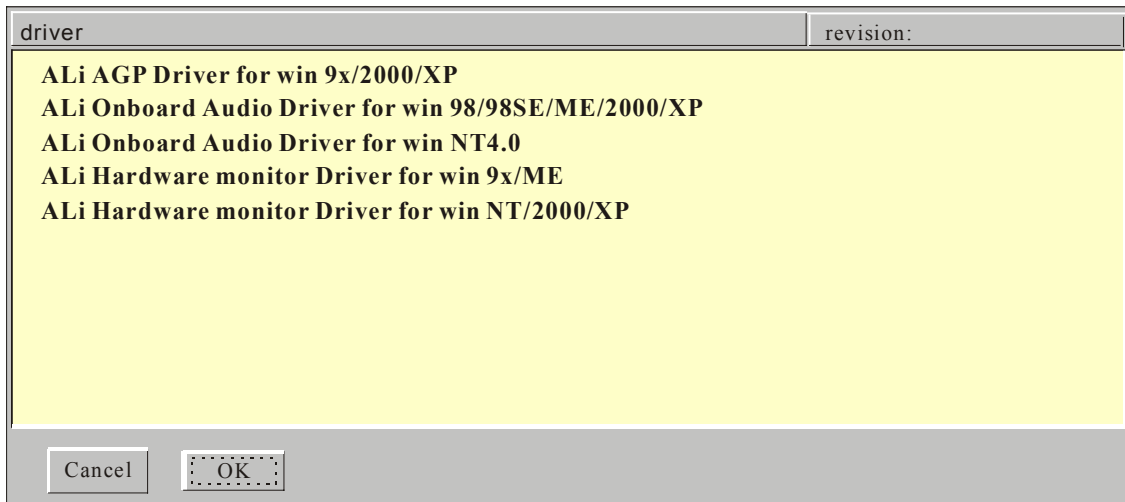 driver revision:
ALi AGP Driver for win 9x/2000/XP
ALi Onboard Audio Driver for win 98/98SE/ME/2000/XP
ALi Onboard Audio Driver for win NT4.0
ALi Hardware monitor Driver for win 9x/ME
ALi Hardware monitor Driver for win NT/2000/XP
Cancel OK